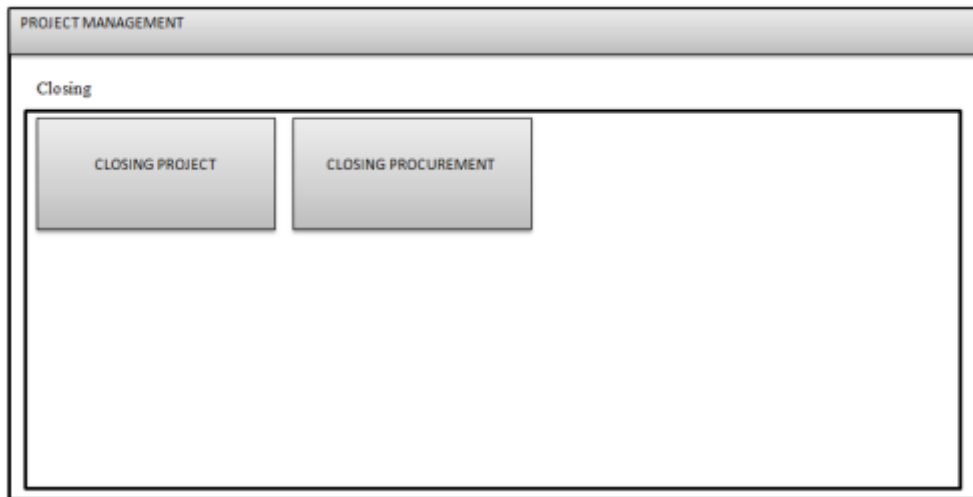 PROJECT MANAGEMENT
Closing
CLOSING PROJECT
CLOSING PROCUREMENT